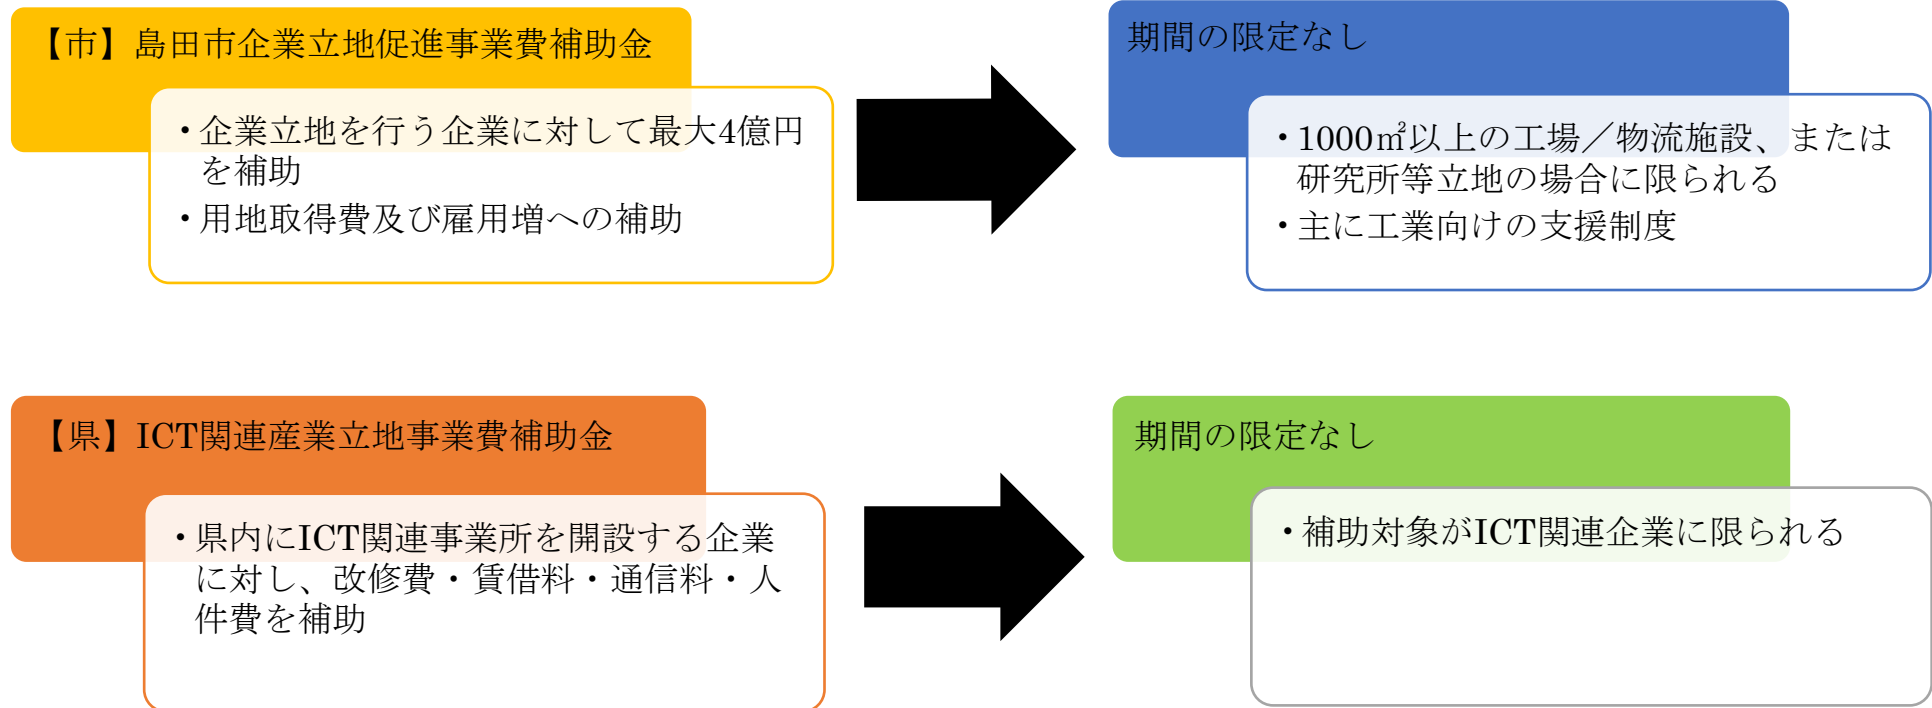 【市】島田市企業立地促進事業費補助金
・企業立地を行う企業に対して最大4億円
を補助
・用地取得費及び雇用増への補助
期間の限定なし
・1000㎡以上の工場／物流施設、または
研究所等立地の場合に限られる
・主に工業向けの支援制度
【県】ICT関連産業立地事業費補助金
・県内にICT関連事業所を開設する企業
に対し、改修費・賃借料・通信料・人
件費を補助
期間の限定なし
・補助対象がICT関連企業に限られる